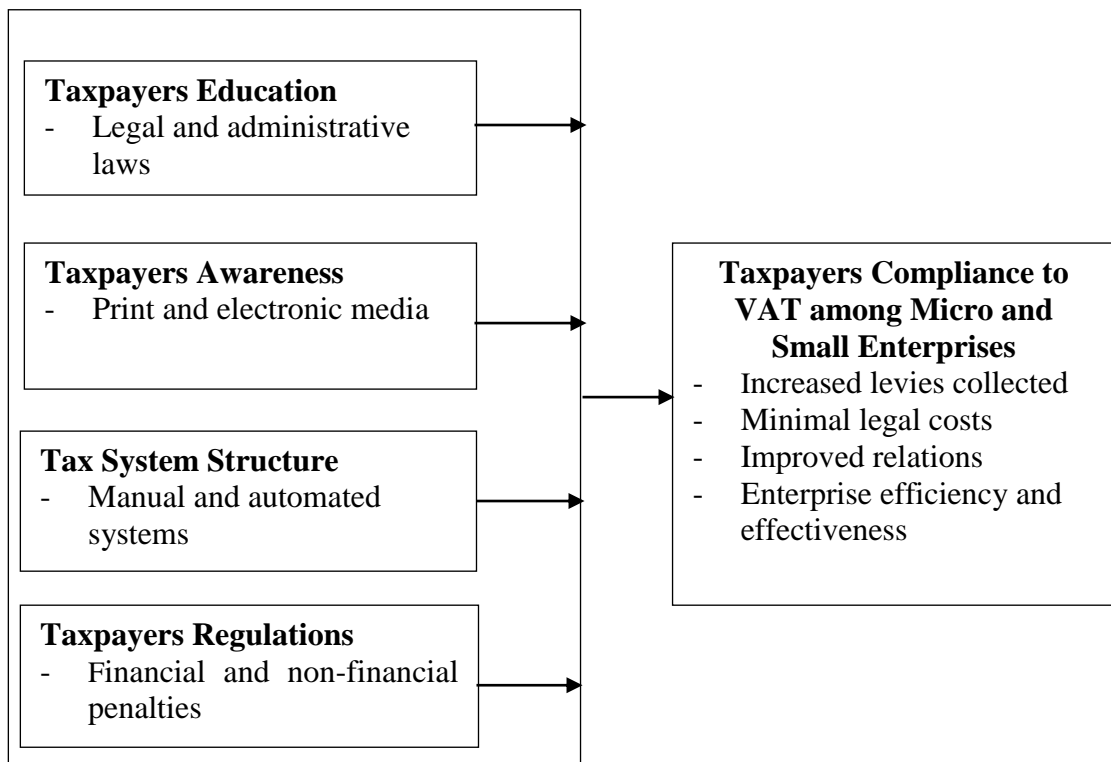 Taxpayers Education
- Legal and administrative
laws
Taxpayers Awareness
- Print and electronic media
Tax System Structure
- Manual and automated
systems
Taxpayers Regulations
- Financial and non-financial
penalties
Taxpayers Compliance to
VAT among Micro and
Small Enterprises
- Increased levies collected
- Minimal legal costs
- Improved relations
- Enterprise efficiency and
effectiveness